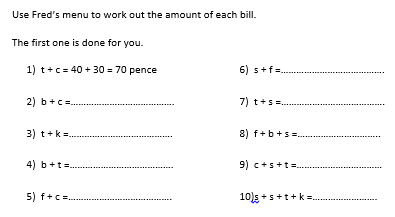 Use Fred's menu to work out the amount of each bill.
The first one is done for you.
1) t + c = 40 + 30 = 70 pence
2) b + c =....................................
3) t + k =....................................
4) b + t =....................................
5) f + c =....................................
6) s + f =....................................
7) t + s =....................................
8) f + b + s =.............................
9) c + s + t =.............................
10)s + s + t + k =......................